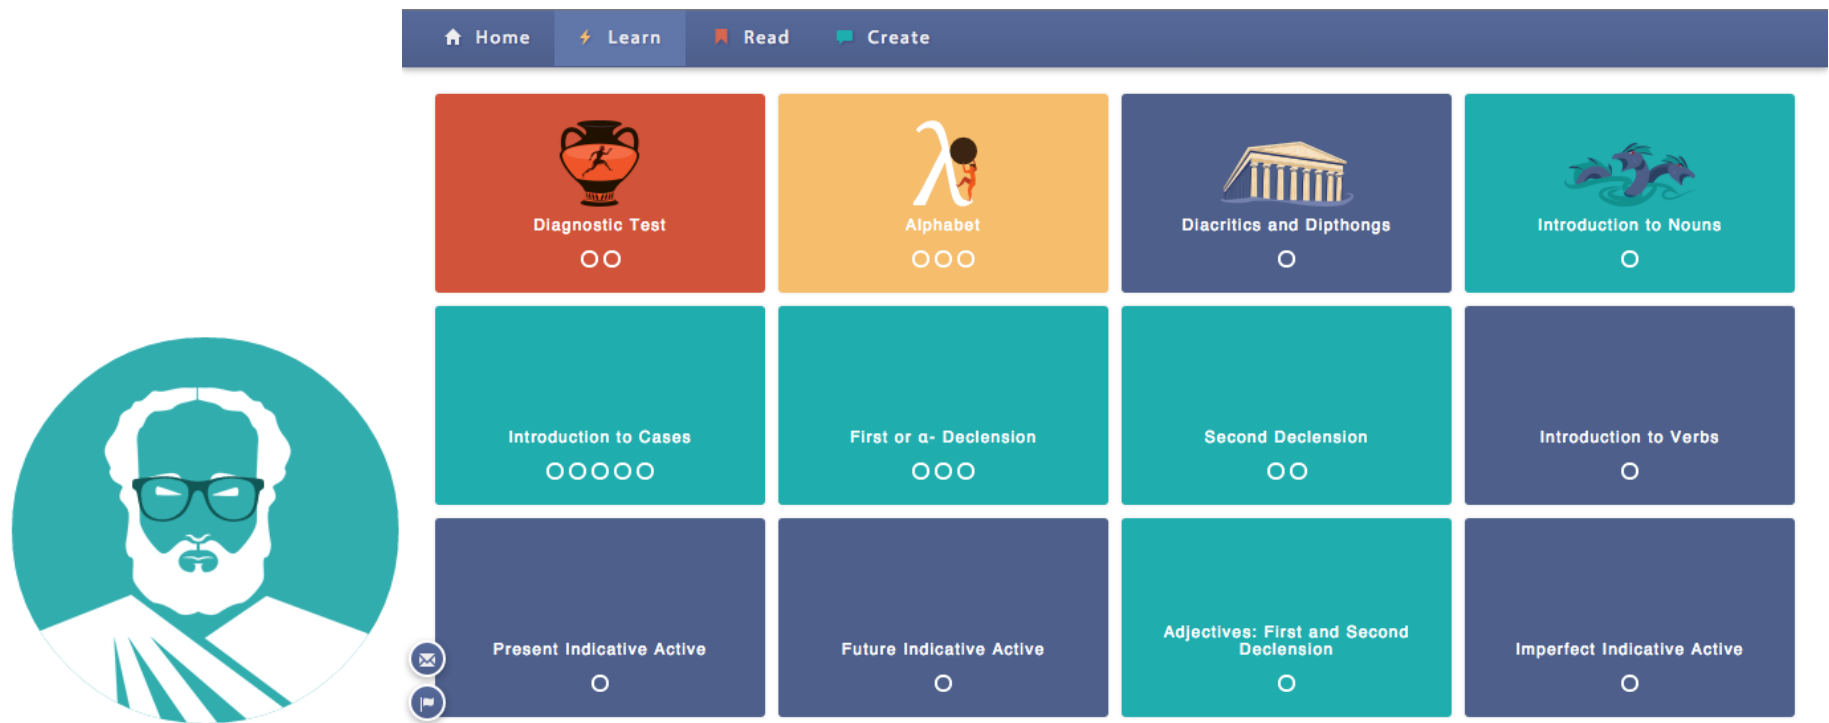 Home Learn Read Create
Diagnostic Test
λ
Alphabet
Diacritics and Dipthongs
Introduction to Nouns
Introduction to Cases
First or α- Declension
Second Declension
Introduction to Verbs
Present Indicative Active
Future Indicative Active
Adjectives: First and Second
Declension
Imperfect Indicative Active